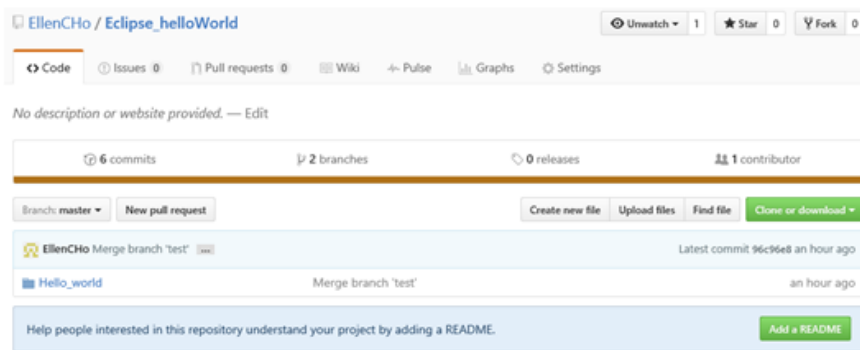 EllenCHo / Eclipse_helloWorld
Unwatch 1 Star 0 Fork 0
Code Issues 0 Pull requests 0 Wiki Pulse Graphs Settings
No description or website provided. — Edit
6 commits 2 branches 0 releases 1 contributor
Branch: master New pull request Create new file Upload files Find file Clone or download
EllenCHo Merge branch 'test' ... Latest commit 96c96e8 an hour ago
Hello_world Merge branch 'test' an hour ago
Help people interested in this repository understand your project by adding a README. Add a README